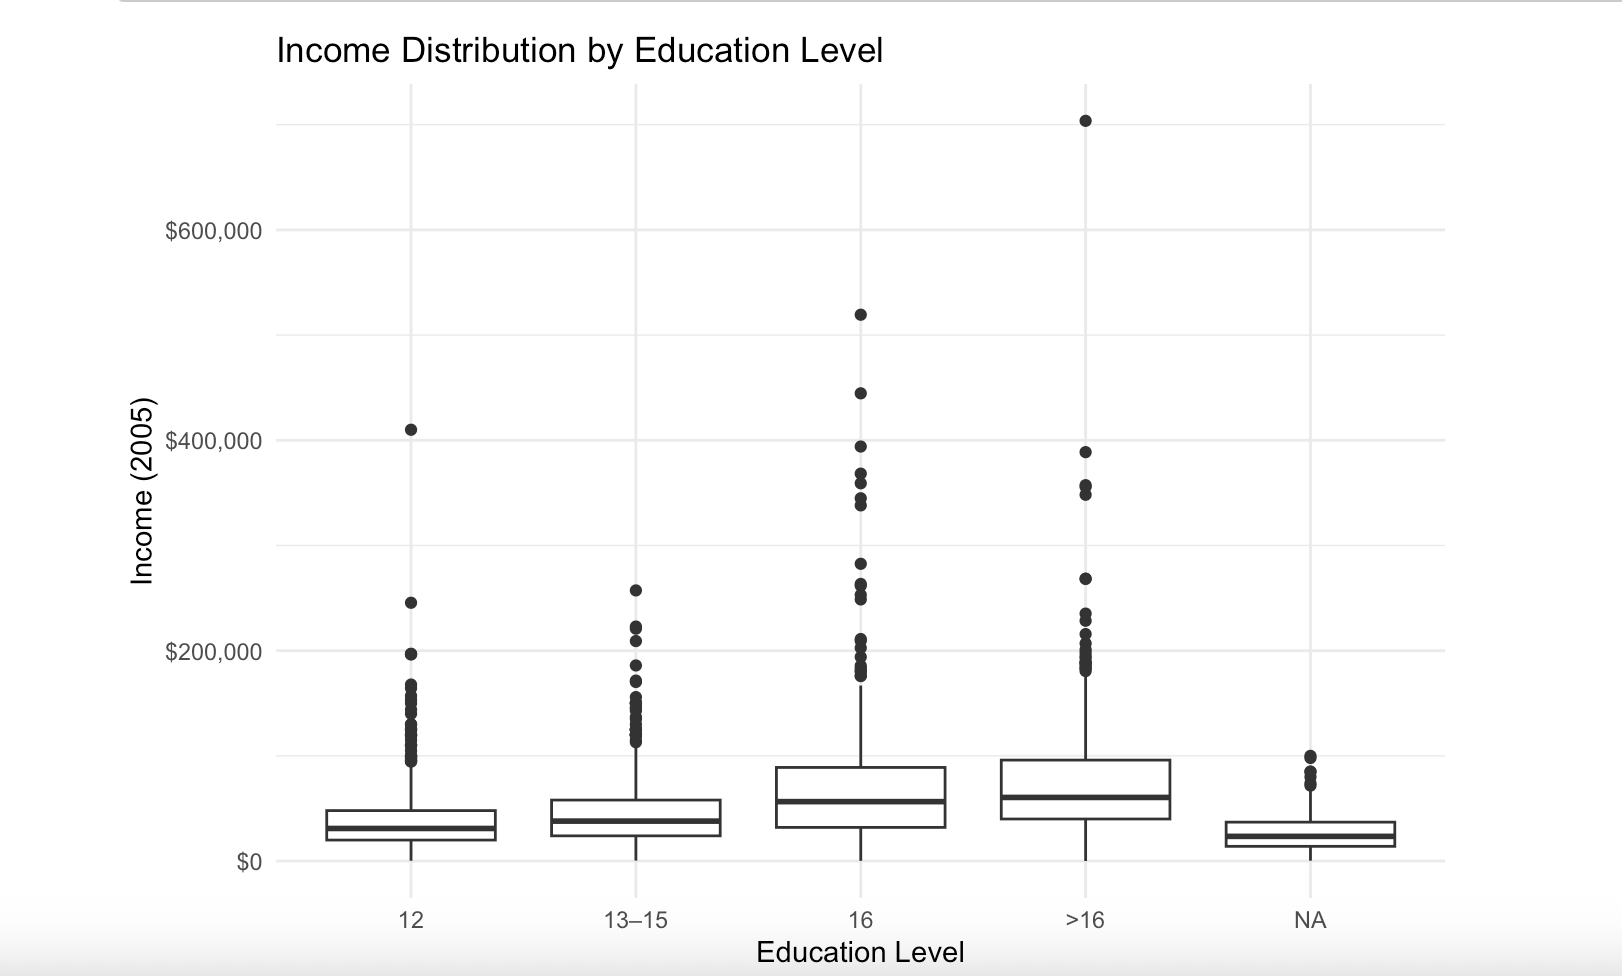 Income Distribution by Education Level
Income (2005)
$600,000
$400,000
$200,000
$0
12 13–15 16 >16 NA
Education Level